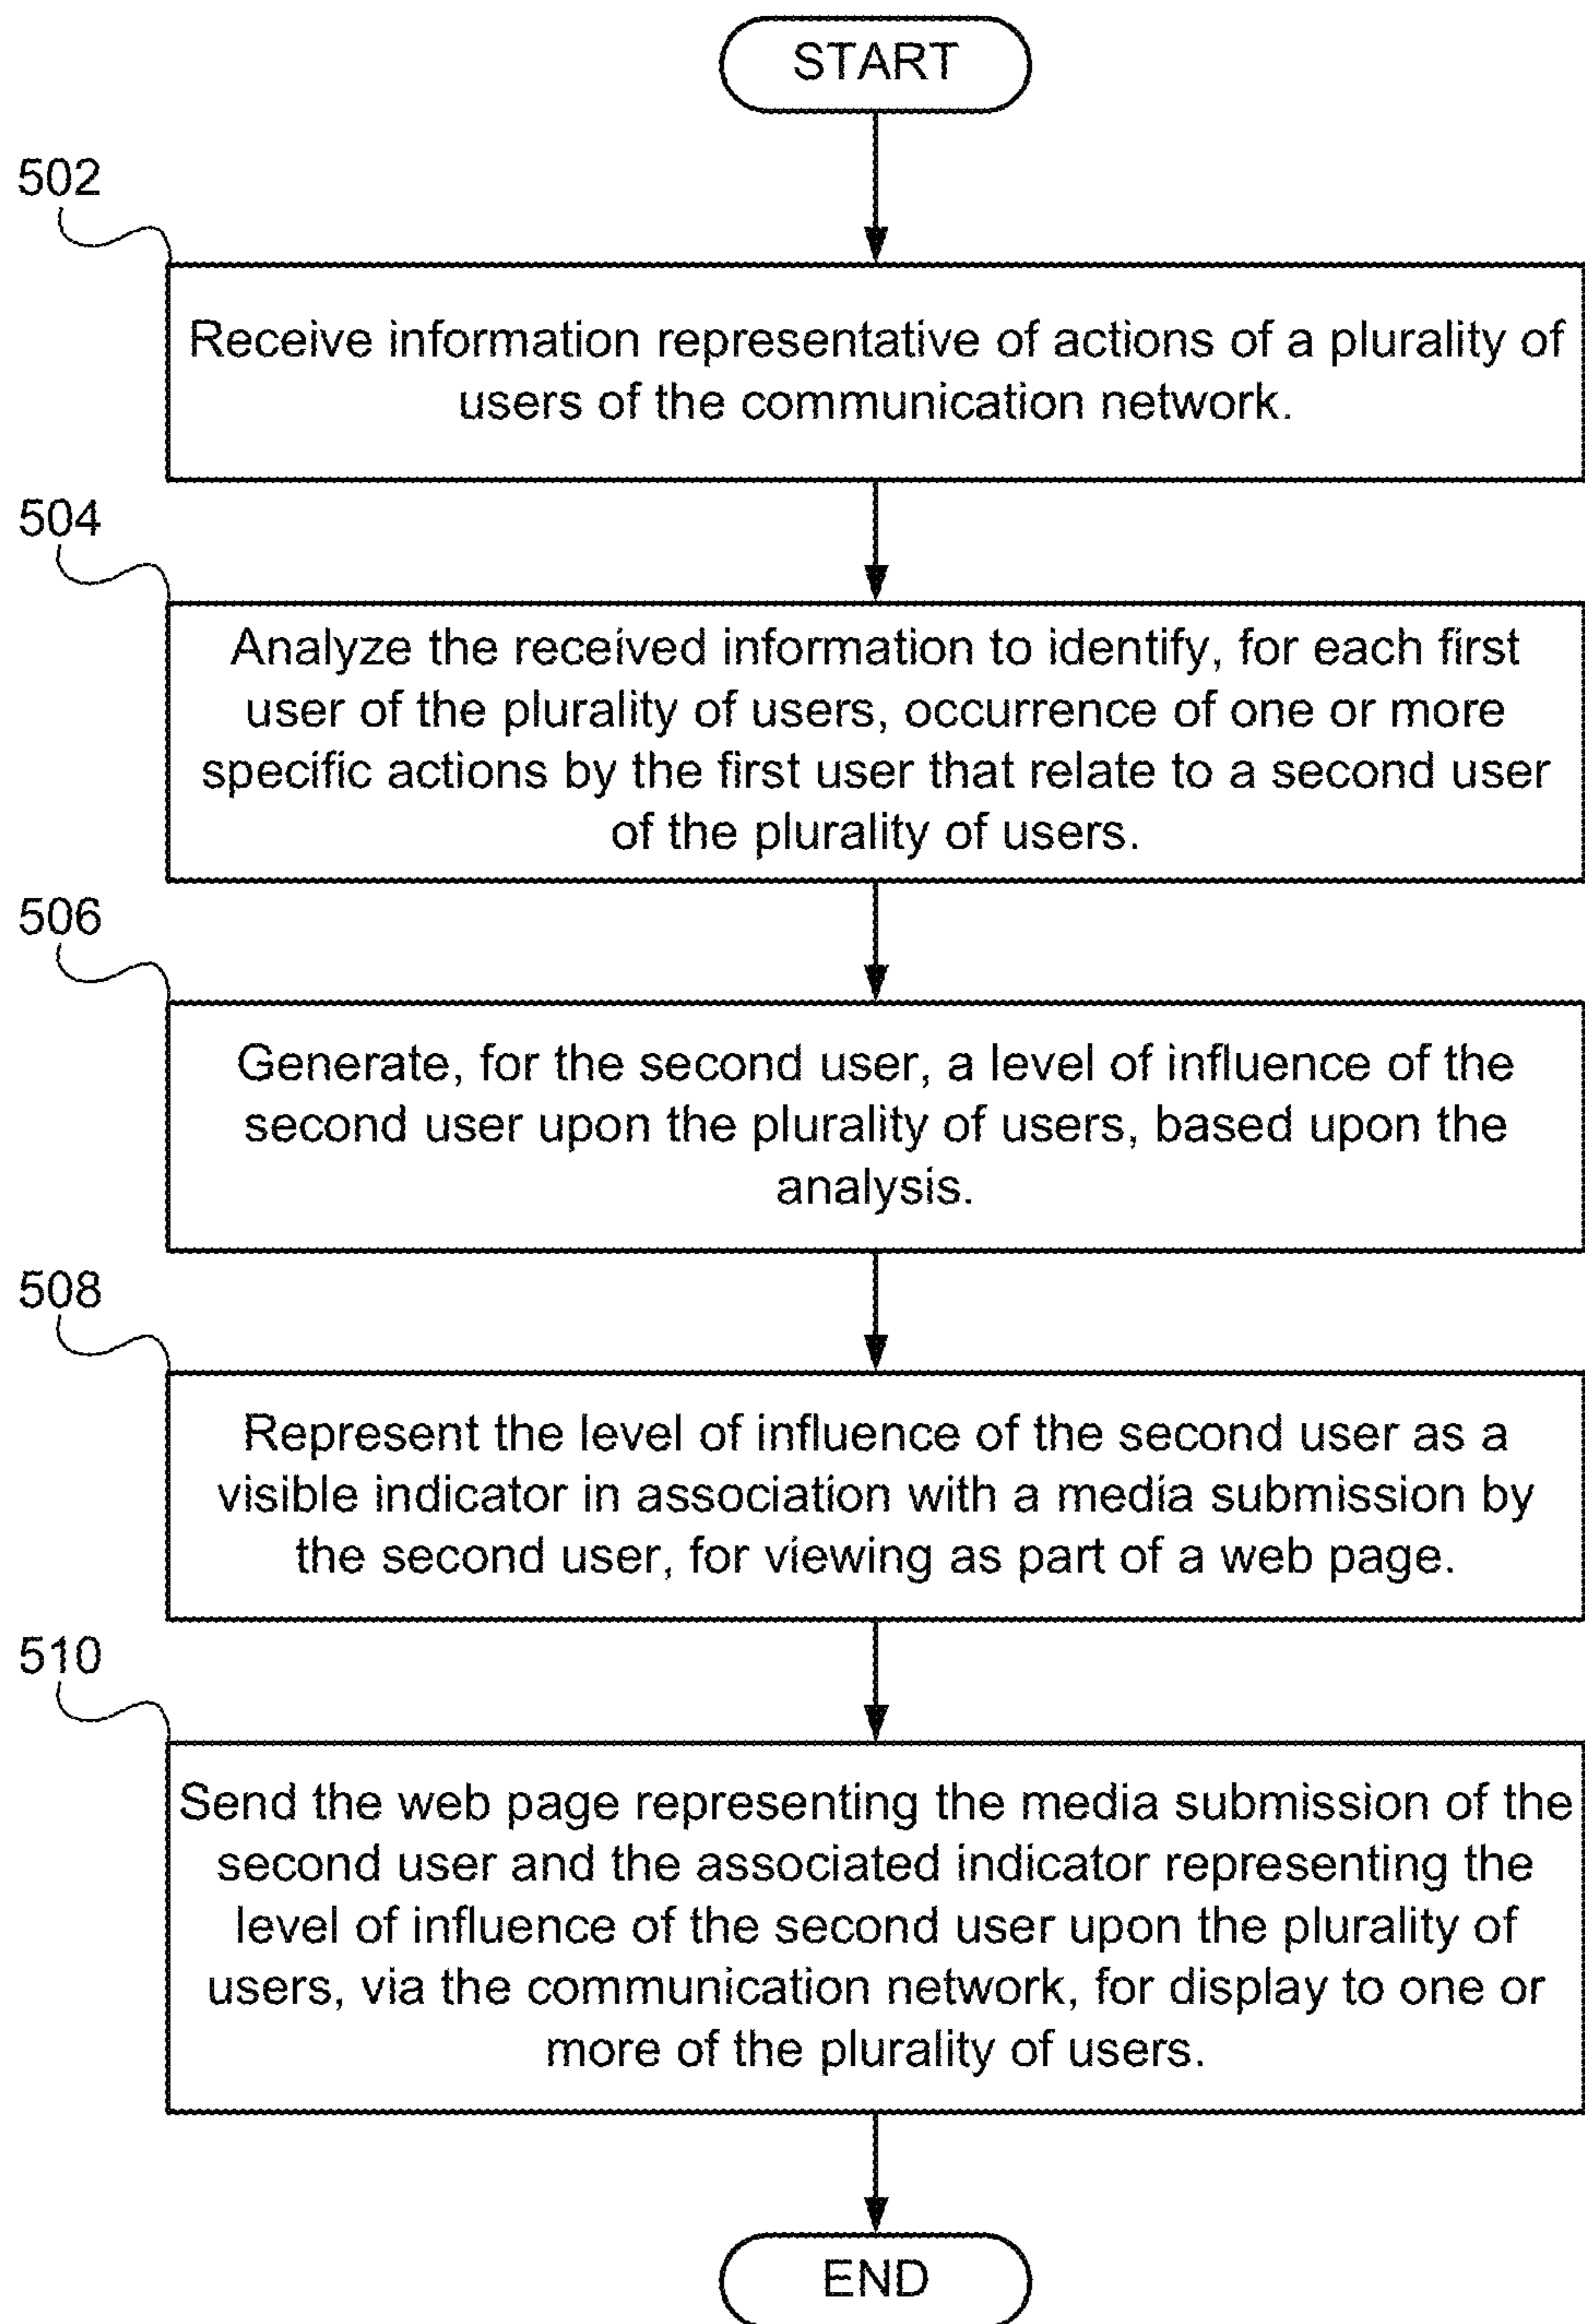 START
502
Receive information representative of actions of a plurality of
users of the communication network.
504
Analyze the received information to identify, for each first
user of the plurality of users, occurrence of one or more
specific actions by the first user that relate to a second user
of the plurality of users.
506
Generate, for the second user, a level of influence of the
second user upon the plurality of users, based upon the
analysis.
508
Represent the level of influence of the second user as a
visible indicator in association with a media submission by
the second user, for viewing as part of a web page.
510
Send the web page representing the media submission of the
second user and the associated indicator representing the
level of influence of the second user upon the plurality of
users, via the communication network, for display to one or
more of the plurality of users.
END